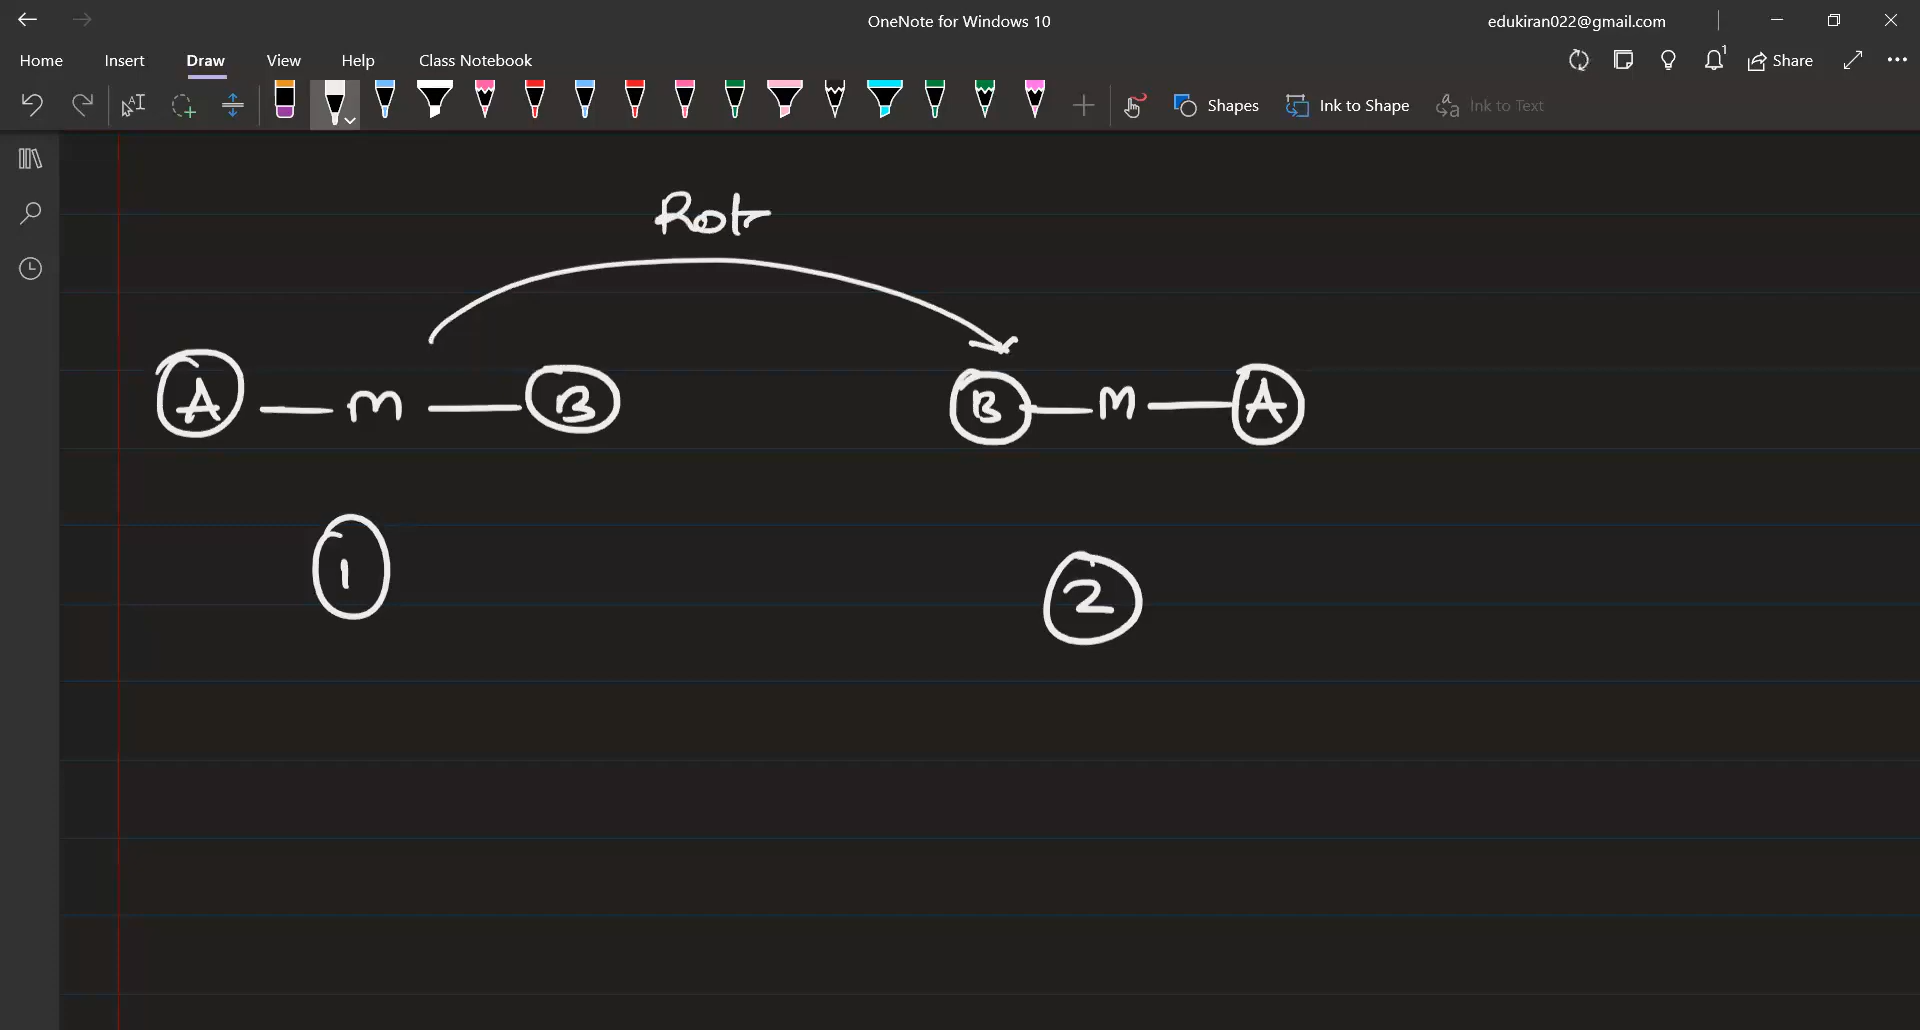 OneNote for Windows 10
edukiran022@gmail.com
Home Insert Draw View Help Class Notebook
1
Share
Shapes Ink to Shape Ink to Text
Rot
A — M — B
B — M — A
1
2